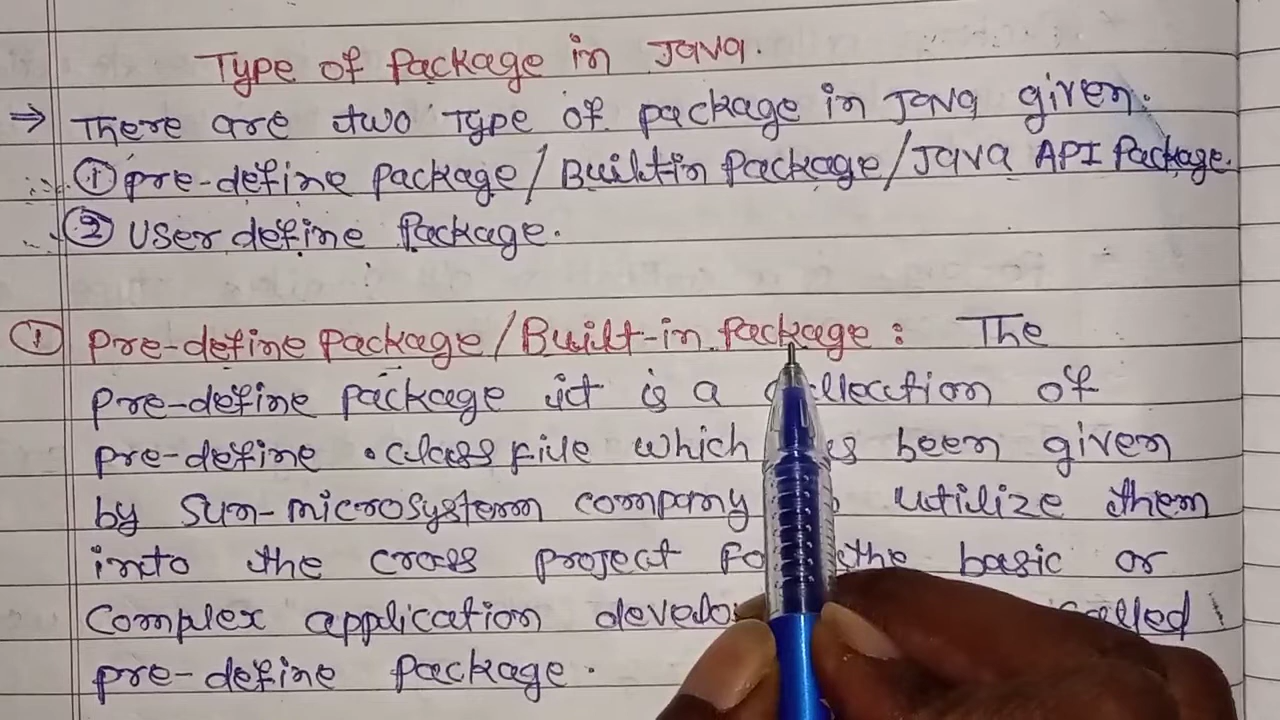 Type of Package in Java.
⇒ There are two Type of package in Java given.
① pre-define package/Built-in Package/Java API Package.
② User define Package.
① Pre-define Package/Built-in Package: The
pre-define package it is a collection of
pre-define .class file which been given
by Sun-microsystem company utilize them
into the cross project the basic or
Complex application called
pre-define package.